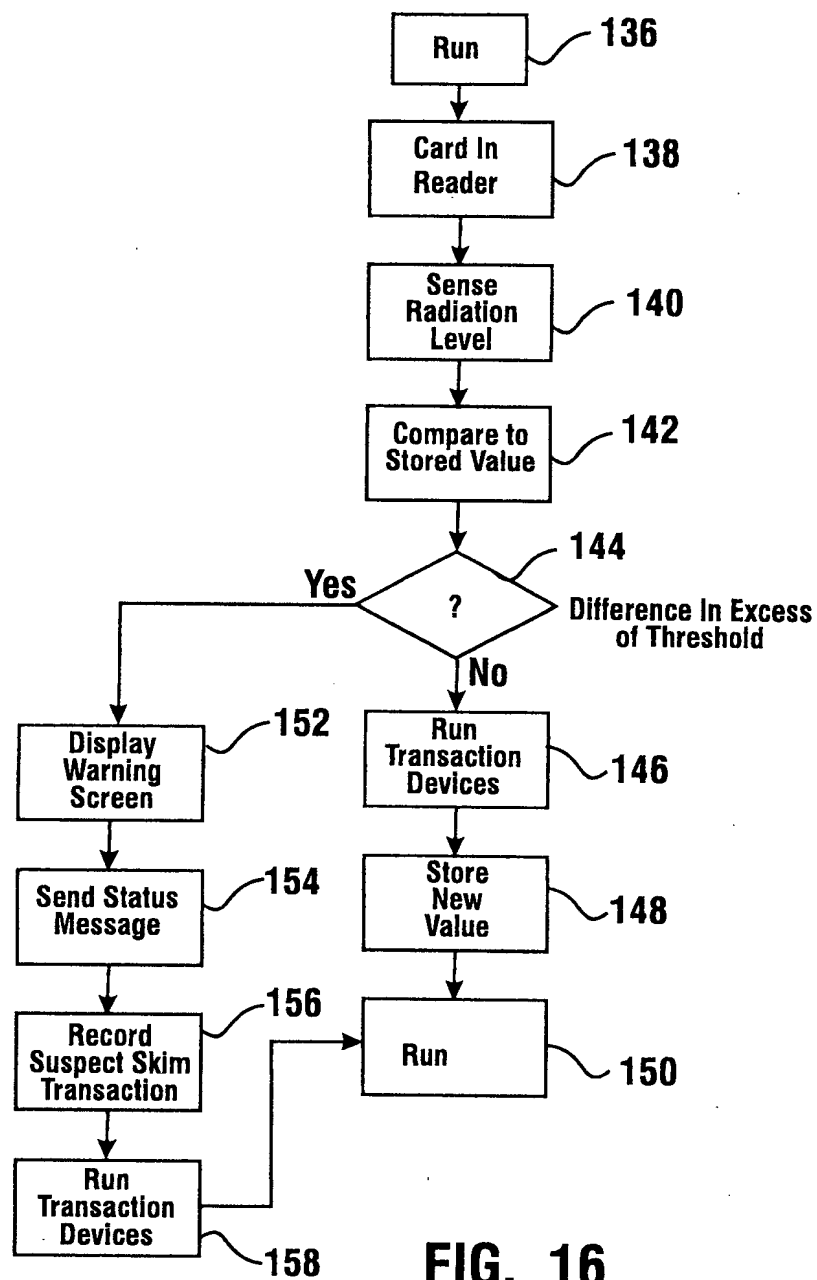 Run
136
Card In
Reader
138
Sense
Radiation
Level
140
Compare to
Stored Value
142
144
Yes
?
Difference In Excess
of Threshold
No
Display
Warning
Screen
152
Run
Transaction
Devices
146
Send Status
Message
154
Store
New
Value
148
Record
Suspect Skim
Transaction
156
Run
150
Run
Transaction
Devices
158
FIG. 16